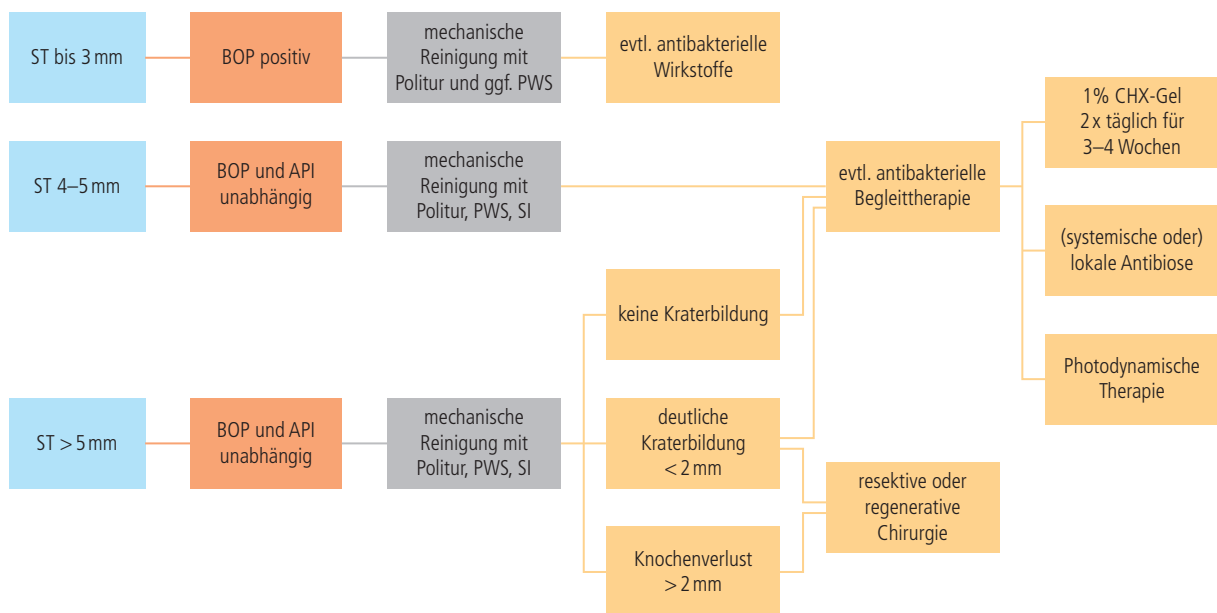 ST bis 3 mm
BOP positiv
mechanische
Reinigung mit
Politur und ggf. PWS
evtl. antibakterielle
Wirkstoffe
ST 4–5 mm
BOP und API
unabhängig
mechanische
Reinigung mit
Politur, PWS, SI
evtl. antibakterielle
Begleittherapie
1% CHX-Gel
2 x täglich für
3–4 Wochen
(systemische oder)
lokale Antibiose
Photodynamische
Therapie
ST > 5 mm
BOP und API
unabhängig
mechanische
Reinigung mit
Politur, PWS, SI
keine Kraterbildung
deutliche
Kraterbildung
< 2 mm
Knochenverlust
> 2 mm
resektive oder
regenerative
Chirurgie